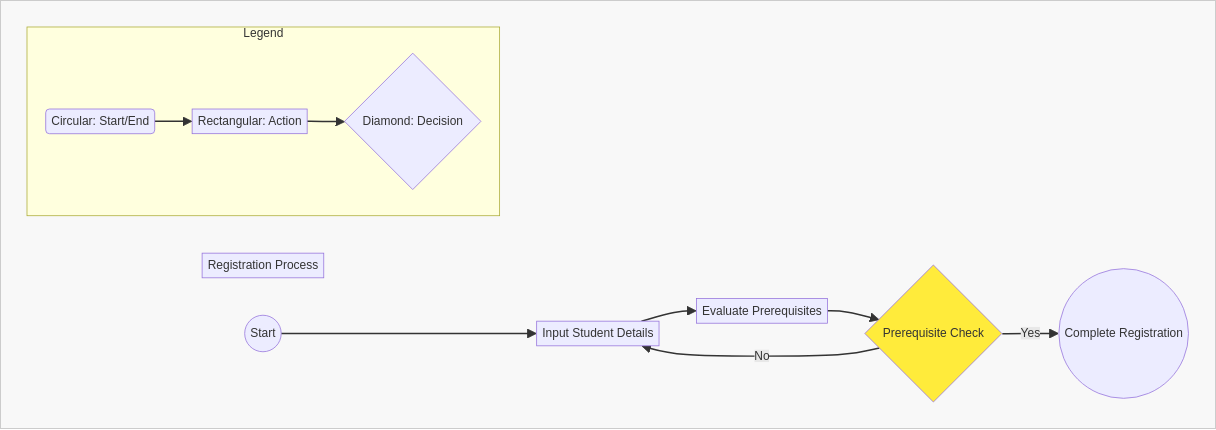 Legend
Circular: Start/End
Rectangular: Action
Diamond: Decision
Registration Process
Start
Input Student Details
Evaluate Prerequisites
No
Prerequisite Check
Yes
Complete Registration